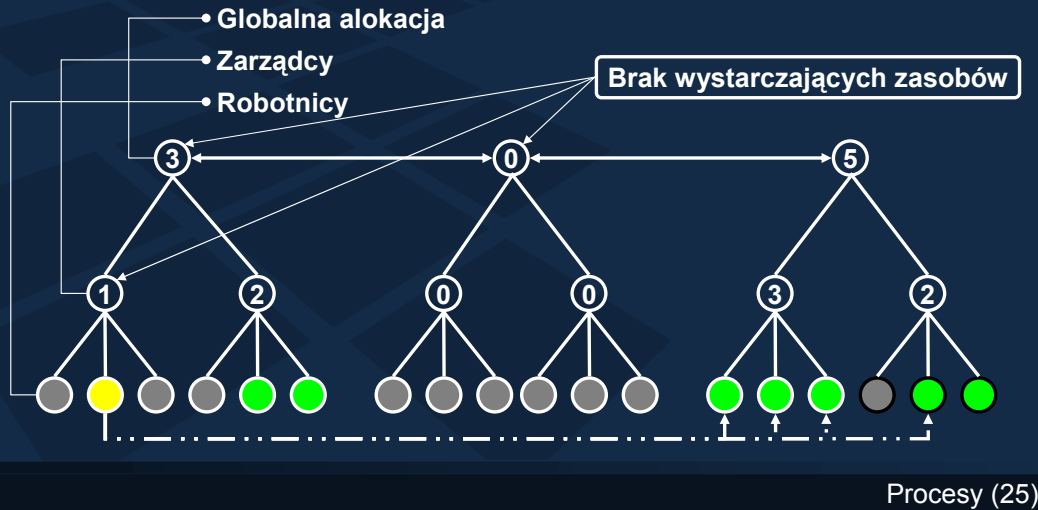 Globalna alokacja
Zarządcy
Robotnicy
Brak wystarczających zasobów
3 0 5
1 2 0 0 3 2
Procesy (25)